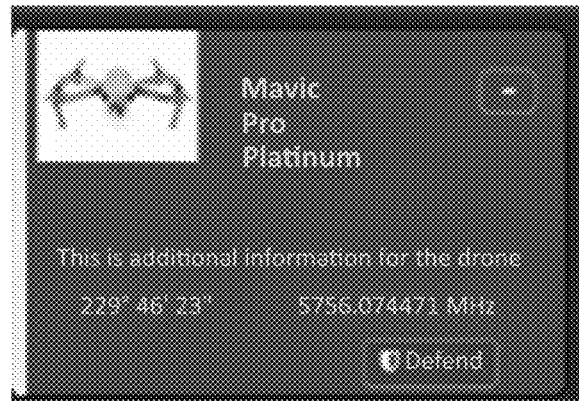 Mavic
Pro
Platinum
-
This is additional information for the drone
229° 46' 23"
5756.074471 MHz
Defend